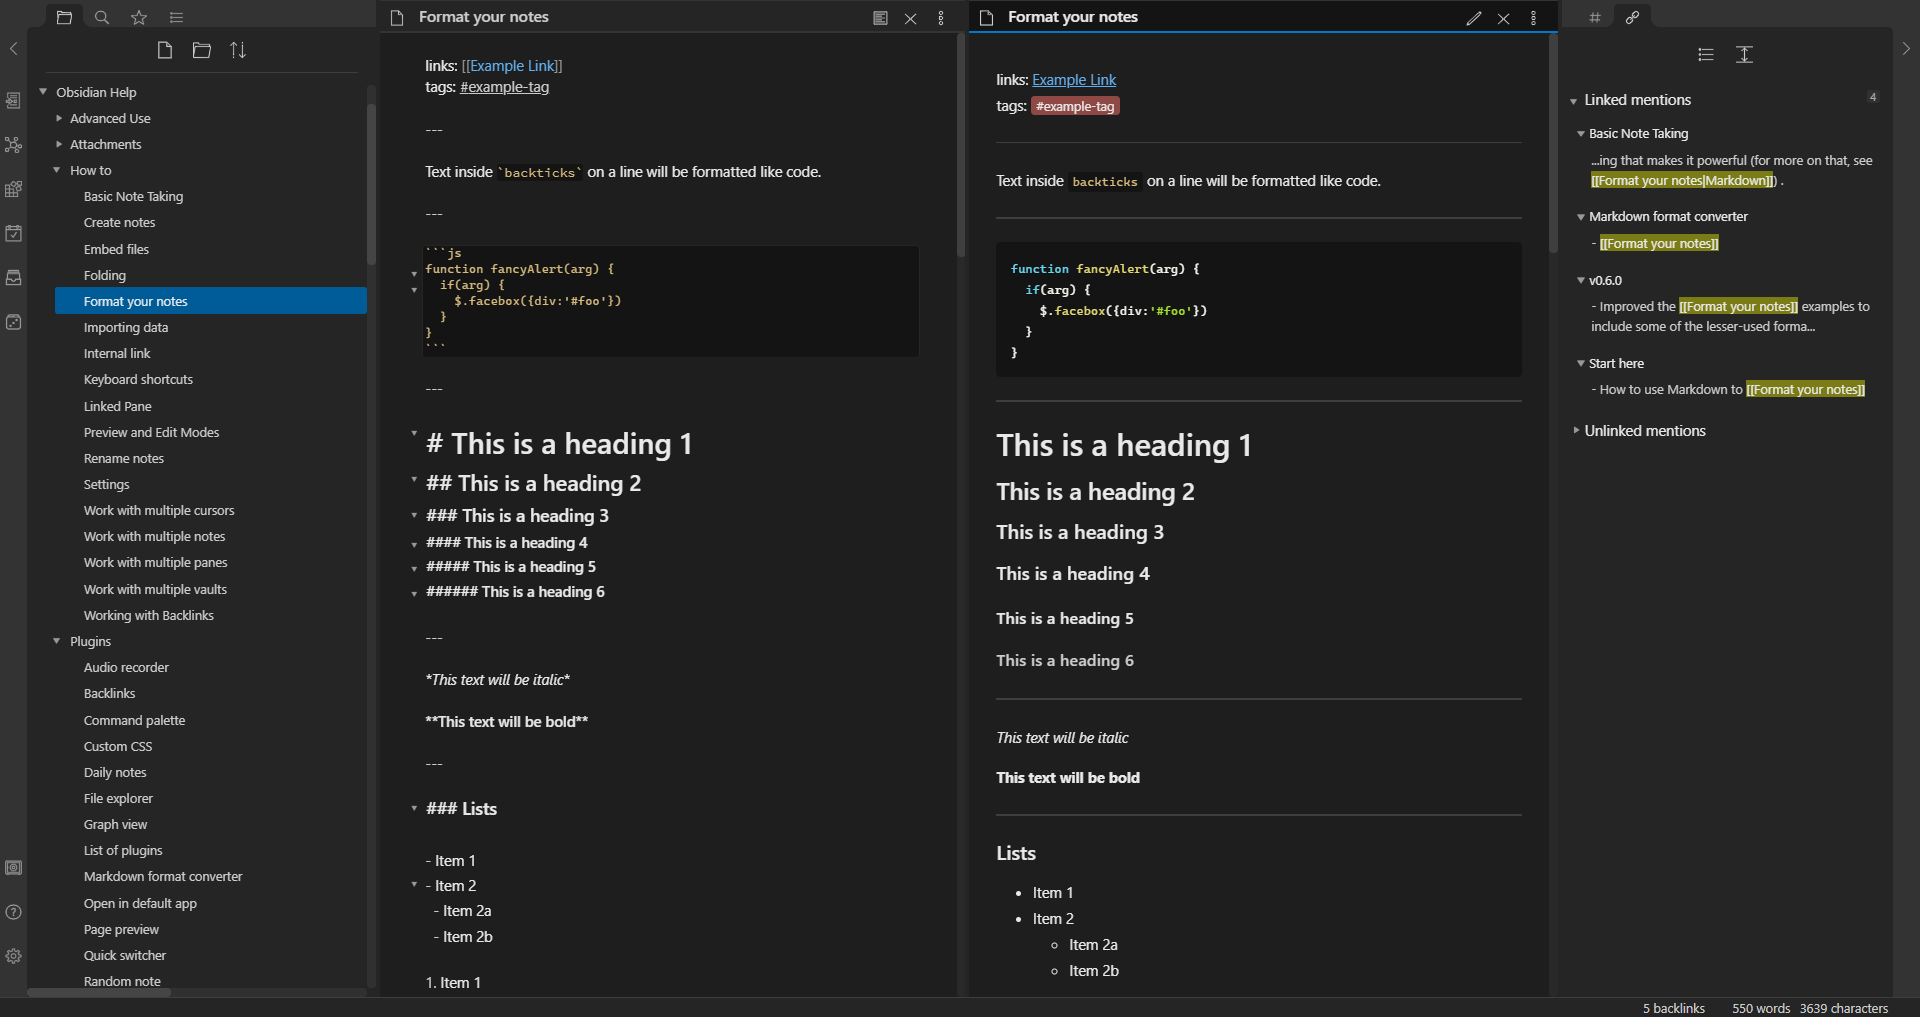 Obsidian Help
Advanced Use
Attachments
How to
Basic Note Taking
Create notes
Embed files
Folding
Format your notes
Importing data
Internal link
Keyboard shortcuts
Linked Pane
Preview and Edit Modes
Rename notes
Settings
Work with multiple cursors
Work with multiple notes
Work with multiple panes
Work with multiple vaults
Working with Backlinks
Plugins
Audio recorder
Backlinks
Command palette
Custom CSS
Daily notes
File explorer
Graph view
List of plugins
Markdown format converter
Open in default app
Page preview
Quick switcher
Random note
Format your notes
links: [[Example Link]]
tags: #example-tag
---
Text inside `backticks` on a line will be formatted like code.
---
```js
function fancyAlert(arg) {
  if(arg) {
    $.facebox({div:'#foo'})
  }
}
```
---
# This is a heading 1
## This is a heading 2
### This is a heading 3
#### This is a heading 4
##### This is a heading 5
###### This is a heading 6
---
*This text will be italic*
**This text will be bold**
---
### Lists
- Item 1
- Item 2
  - Item 2a
  - Item 2b
1. Item 1
Format your notes
links: Example Link
tags: #example-tag
Text inside backticks on a line will be formatted like code.
function fancyAlert(arg) {
  if(arg) {
    $.facebox({div:'#foo'})
  }
}
This is a heading 1
This is a heading 2
This is a heading 3
This is a heading 4
This is a heading 5
This is a heading 6
This text will be italic
This text will be bold
Lists
• Item 1
• Item 2
◦ Item 2a
◦ Item 2b
Linked mentions 4
Basic Note Taking
...ing that makes it powerful (for more on that, see
[[Format your notes|Markdown]]) .
Markdown format converter
- [[Format your notes]]
v0.6.0
- Improved the [[Format your notes]] examples to
include some of the lesser-used forma...
Start here
- How to use Markdown to [[Format your notes]]
Unlinked mentions
5 backlinks 550 words 3639 characters